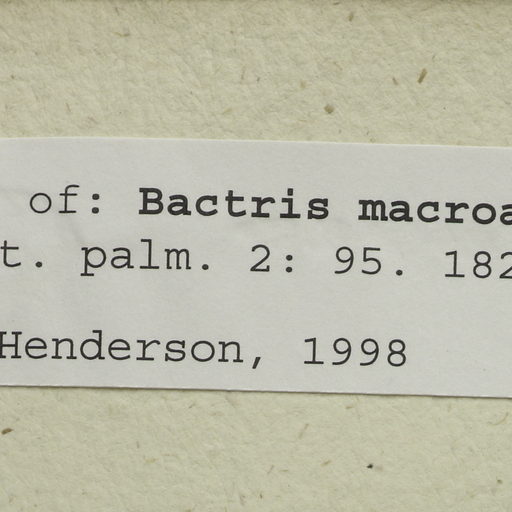 of: Bactris macroa
t. palm. 2: 95. 182
Henderson, 1998